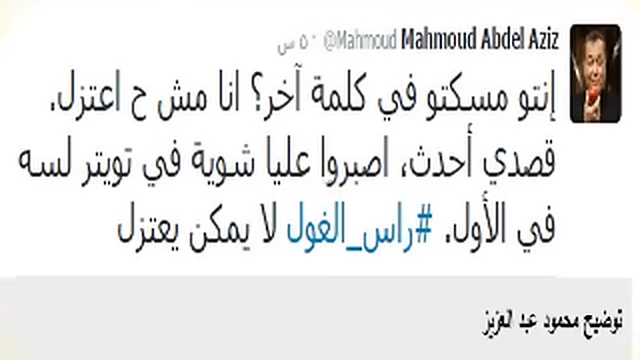 Mahmoud Abdel Aziz @Mahmoud
إنتو مسكتو في كلمة آخر؟ انا مش ح اعتزل.
قصدي أحدث، اصبروا عليا شوية في تويتر لسه
في الأول. #راس_الغول لا يمكن يعتزل
توضيح محمود عبد العزيز